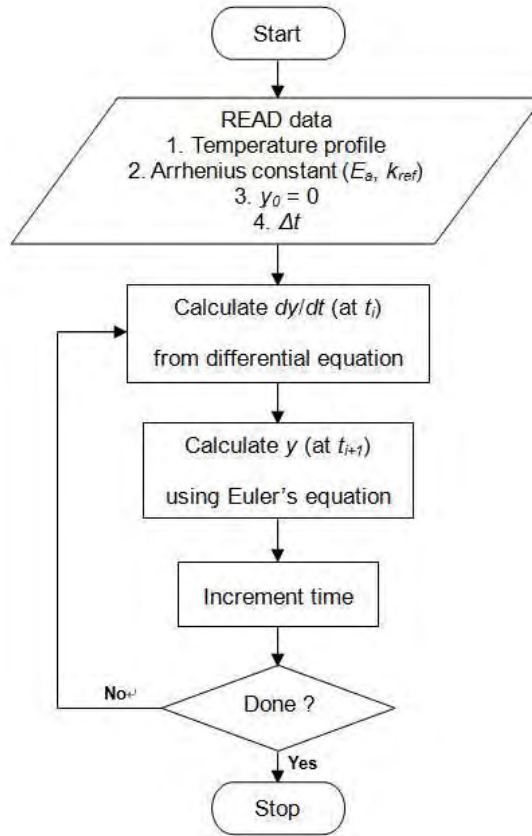 Start
READ data
1. Temperature profile
2. Arrhenius constant (Eₐ, k_ref)
3. y₀ = 0
4. Δt
Calculate dy/dt (at tᵢ)
from differential equation
Calculate y (at tᵢ₊₁)
using Euler's equation
Increment time
Done ?
No↵
Yes
Stop